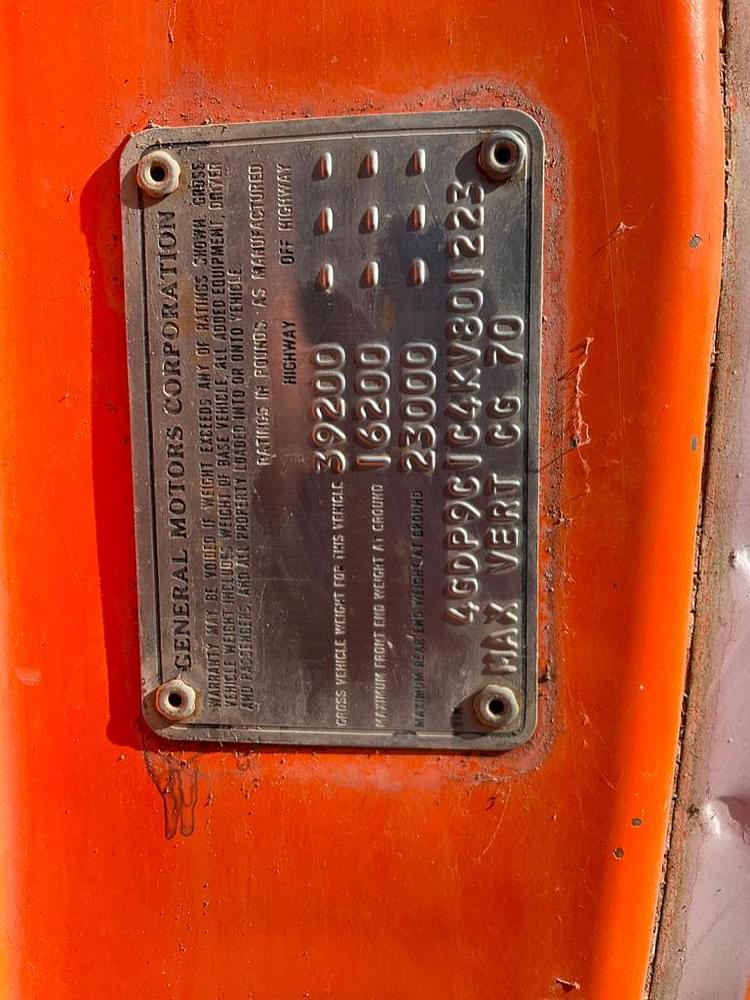 GENERAL MOTORS CORPORATION
WARRANTY MAY BE VOIDED IF WEIGHT EXCEEDS ANY OF RATINGS SHOWN. GROSS
VEHICLE WEIGHT INCLUDES WEIGHT OF BASE VEHICLE, ALL ADDED EQUIPMENT, DRIVER
AND PASSENGERS, AND ALL PROPERTY LOADED INTO OR ONTO VEHICLE
RATINGS IN POUNDS - AS MANUFACTURED
HIGHWAY OFF HIGHWAY
GROSS VEHICLE WEIGHT FOR THIS VEHICLE 39200 - - -
MAXIMUM FRONT END WEIGHT AT GROUND 16200 - - -
MAXIMUM REAR END WEIGHT AT GROUND 23000 - - -
VIN 4GDP9C1C4KV801223
MAX VERT CG 70